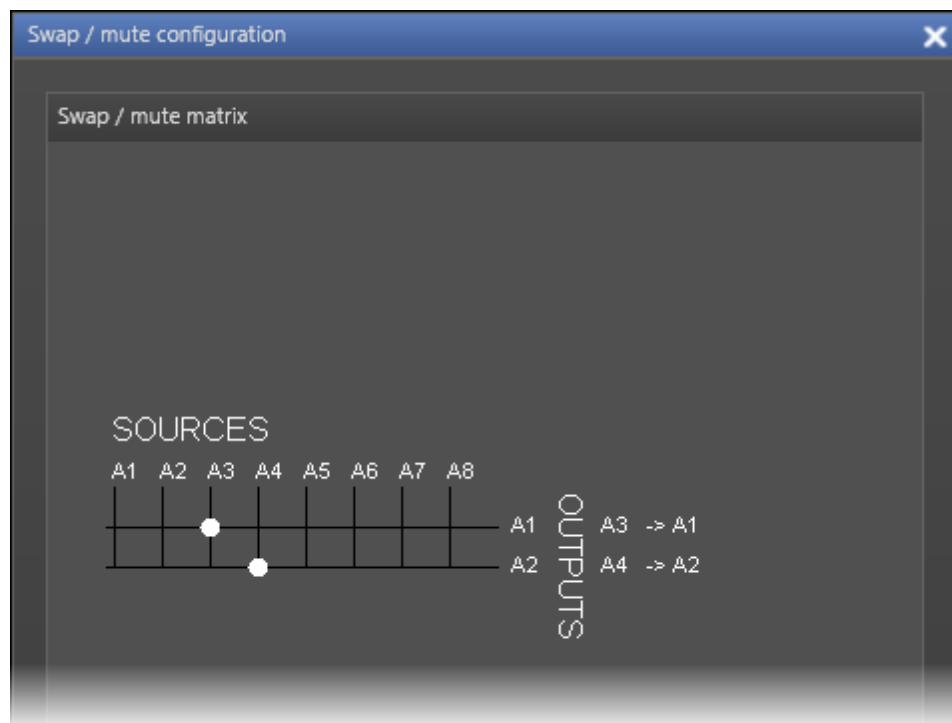 Swap / mute configuration
Swap / mute matrix
SOURCES
A1 A2 A3 A4 A5 A6 A7 A8
A1 A3 -> A1
A2 A4 -> A2
OUTPUTS